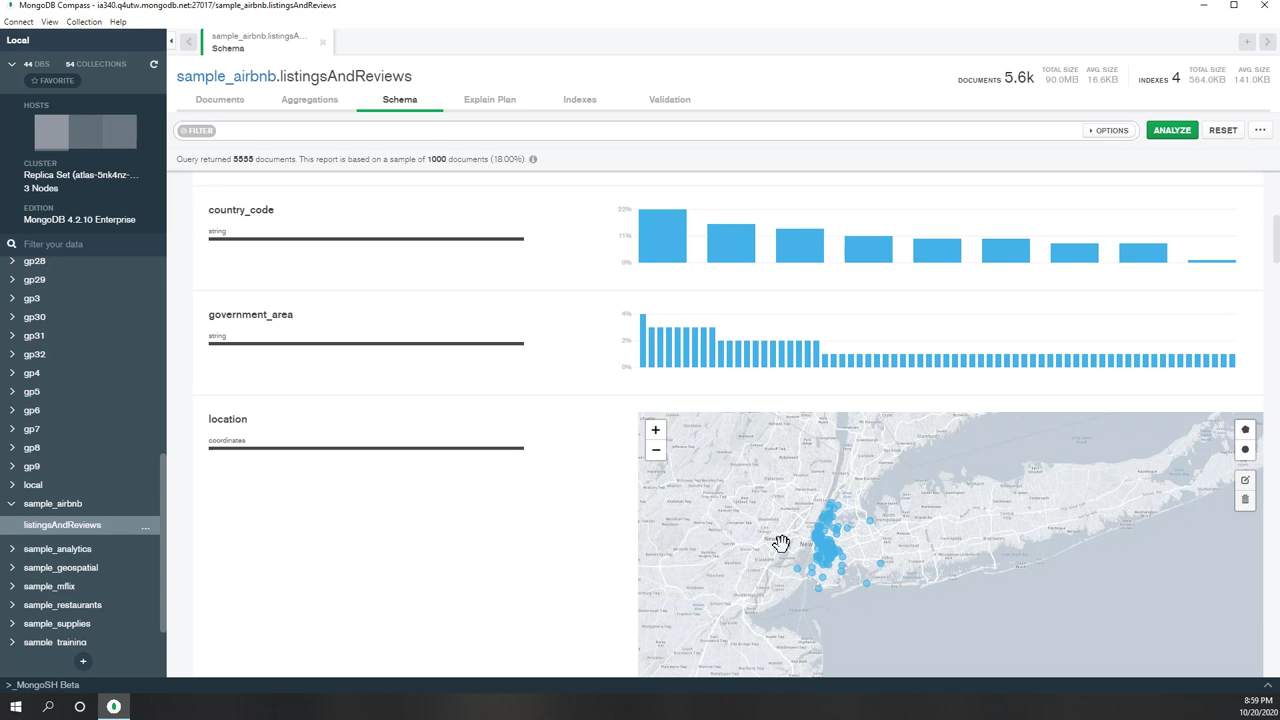 MongoDB Compass - ia340.q4utw.mongodb.net:27017/sample_airbnb.listingsAndReviews
Connect View Collection Help
Local
sample_airbnb.listingsA...
Schema
44 DBS 54 COLLECTIONS
FAVORITE
sample_airbnb.listingsAndReviews
DOCUMENTS 5.6k TOTAL SIZE 90.0MB AVG. SIZE 16.6KB INDEXES 4 TOTAL SIZE 564.0KB AVG. SIZE 141.0KB
Documents Aggregations Schema Explain Plan Indexes Validation
FILTER OPTIONS ANALYZE RESET ...
Query returned 5555 documents. This report is based on a sample of 1000 documents (18.00%).
HOSTS
CLUSTER
Replica Set (atlas-5nk4nz-...
3 Nodes
EDITION
MongoDB 4.2.10 Enterprise
Filter your data
gp28
gp29
gp3
gp30
gp31
gp32
gp4
gp5
gp6
gp7
gp8
gp9
local
sample_airbnb
listingsAndReviews ...
sample_analytics
sample_geospatial
sample_mflix
sample_restaurants
sample_supplies
sample_training
+
country_code
string
22%
11%
0%
government_area
string
4%
2%
0%
location
coordinates
+
−
>_MongoSH Beta
8:59 PM
10/20/2020